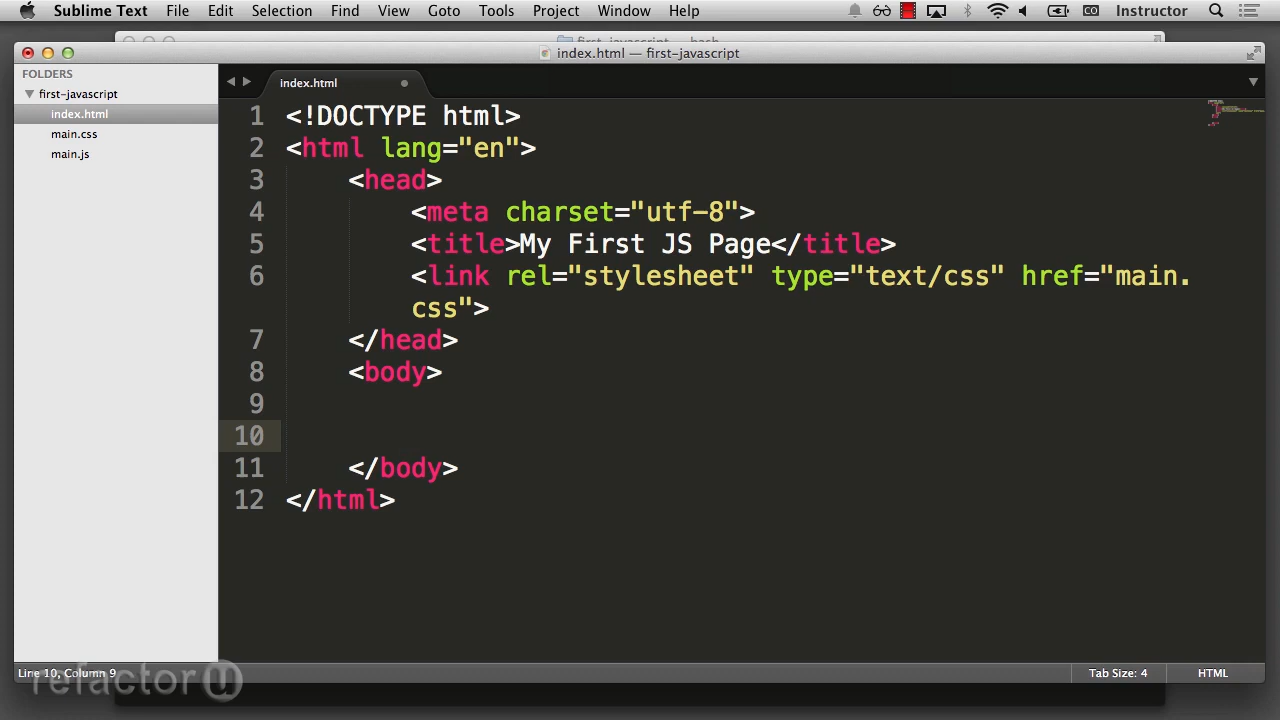 Sublime Text File Edit Selection Find View Goto Tools Project Window Help Instructor
index.html — first-javascript
FOLDERS
first-javascript
index.html
main.css
main.js
index.html
1 <!DOCTYPE html>
2 <html lang="en">
3 <head>
4 <meta charset="utf-8">
5 <title>My First JS Page</title>
6 <link rel="stylesheet" type="text/css" href="main.
css">
7 </head>
8 <body>
9
10
11 </body>
12 </html>
Line 10, Column 9 Tab Size: 4 HTML
refactor u